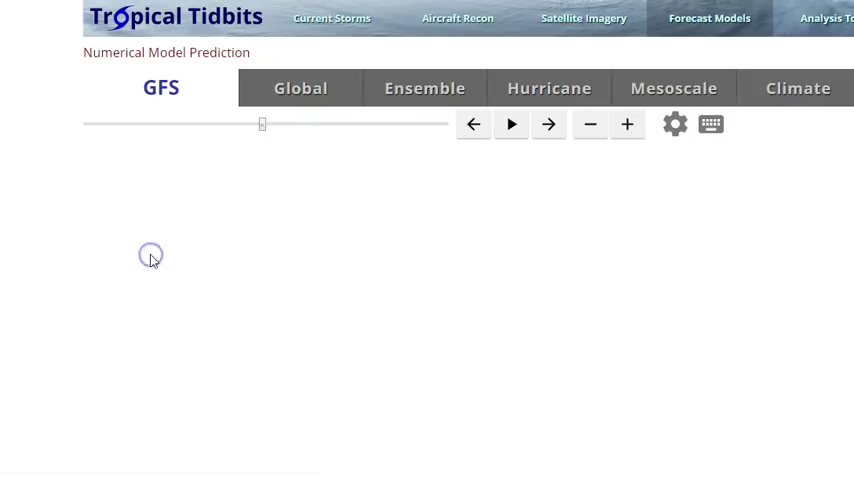 Tropical Tidbits
Current Storms Aircraft Recon Satellite Imagery Forecast Models Analysis To
Numerical Model Prediction
GFS Global Ensemble Hurricane Mesoscale Climate